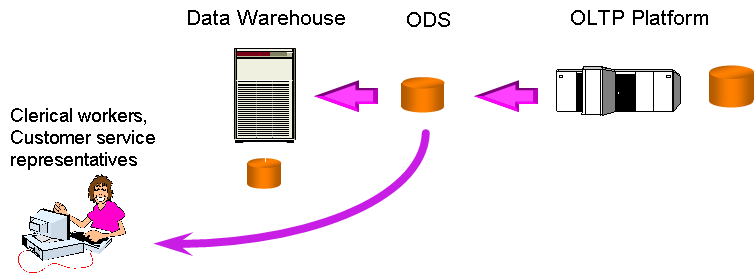 Data Warehouse
ODS
OLTP Platform
Clerical workers,
Customer service
representatives